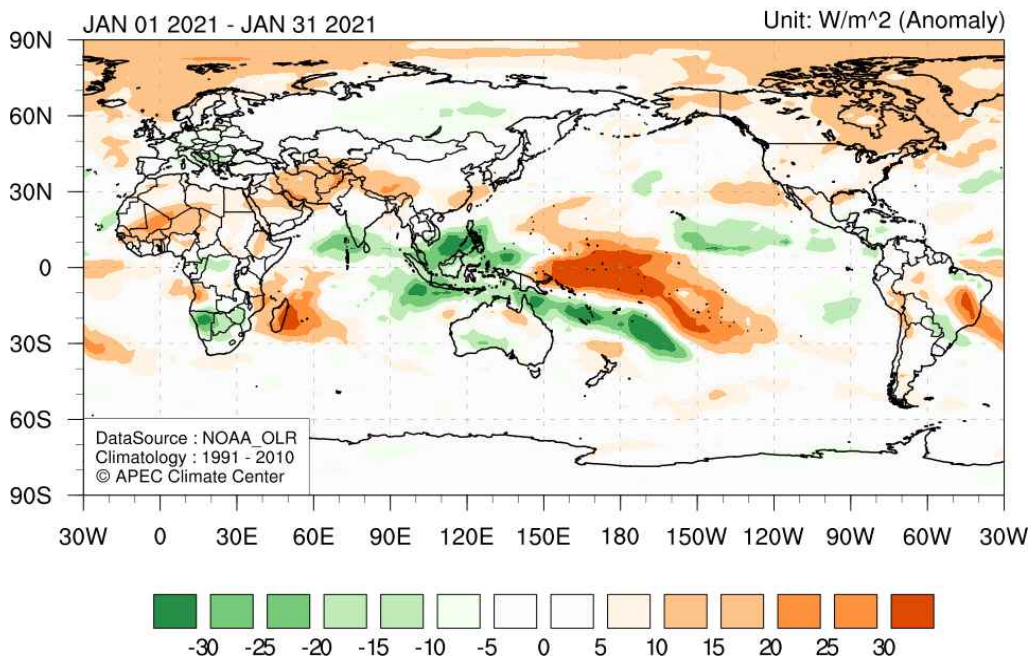 JAN 01 2021 - JAN 31 2021
Unit: W/m^2 (Anomaly)
90N
60N
30N
0
30S
60S
90S
DataSource : NOAA_OLR
Climatology : 1991 - 2010
© APEC Climate Center
30W 0 30E 60E 90E 120E 150E 180 150W 120W 90W 60W 30W
-30 -25 -20 -15 -10 -5 0 5 10 15 20 25 30